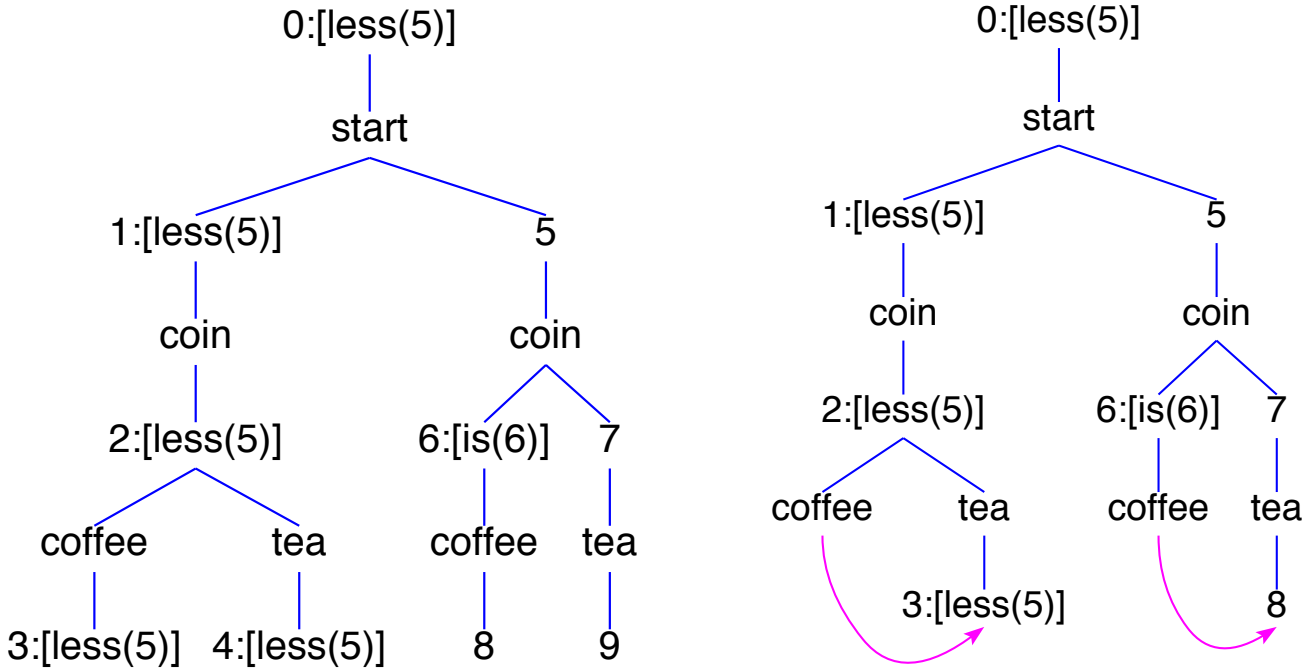 0:[less(5)]
start
1:[less(5)] 5
coin coin
2:[less(5)] 6:[is(6)] 7
coffee tea coffee tea
3:[less(5)] 4:[less(5)] 8 9
0:[less(5)]
start
1:[less(5)] 5
coin coin
2:[less(5)] 6:[is(6)] 7
coffee tea coffee tea
3:[less(5)] 8